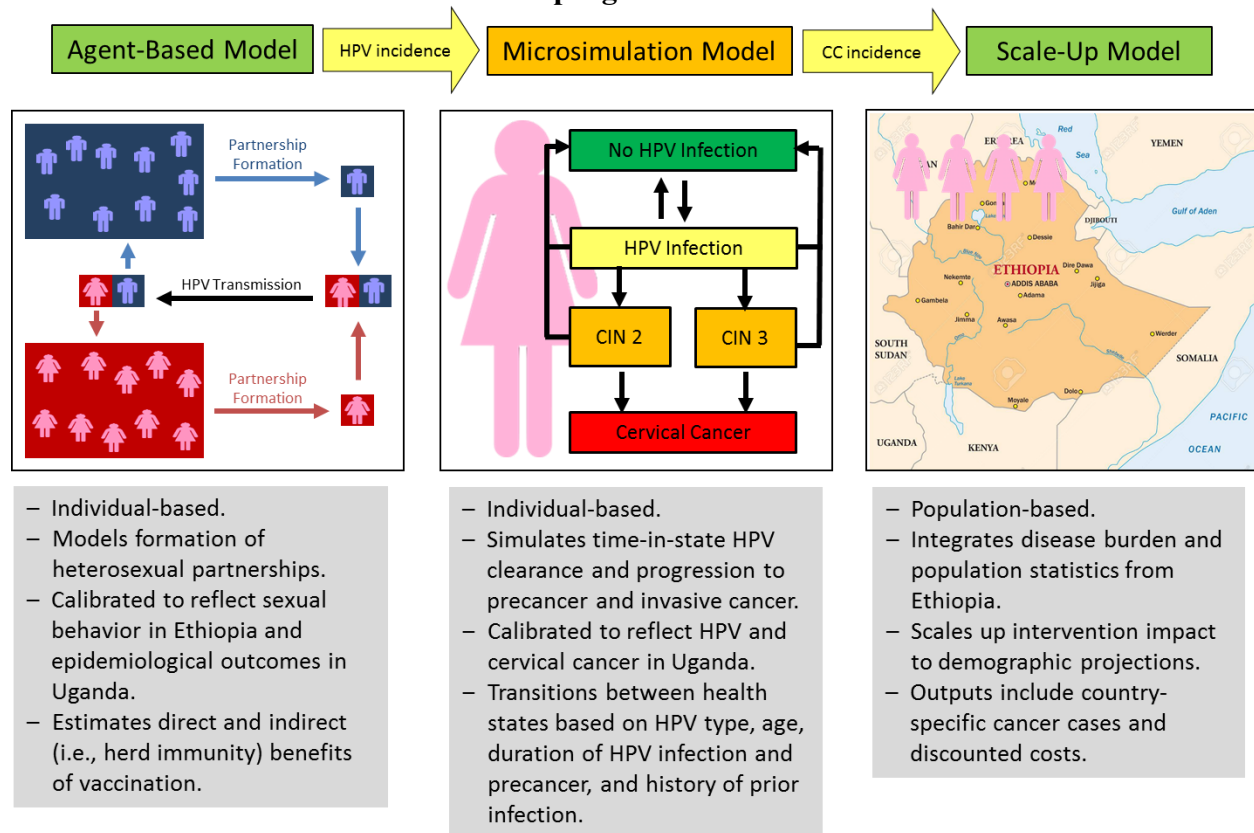 Agent-Based Model
HPV incidence
Microsimulation Model
CC incidence
Scale-Up Model
Partnership
Formation
HPV Transmission
Partnership
Formation
No HPV Infection
HPV Infection
CIN 2
CIN 3
Cervical Cancer
Red
Sea
YEMEN
Gulf of Aden
DJIBOUTI
Bahir Dar
Dessie
ETHIOPIA
ADDIS ABABA
Dire Dawa
Jijiga
Nekemte
Adama
Gambela
Jimma
Awasa
Werder
SOUTH
SUDAN
SOMALIA
Dolo
Moyale
UGANDA
KENYA
PACIFIC
OCEAN
– Individual-based.
– Models formation of
heterosexual partnerships.
– Calibrated to reflect sexual
behavior in Ethiopia and
epidemiological outcomes in
Uganda.
– Estimates direct and indirect
(i.e., herd immunity) benefits
of vaccination.
– Individual-based.
– Simulates time-in-state HPV
clearance and progression to
precancer and invasive cancer.
– Calibrated to reflect HPV and
cervical cancer in Uganda.
– Transitions between health
states based on HPV type, age,
duration of HPV infection and
precancer, and history of prior
infection.
– Population-based.
– Integrates disease burden and
population statistics from
Ethiopia.
– Scales up intervention impact
to demographic projections.
– Outputs include country-
specific cancer cases and
discounted costs.